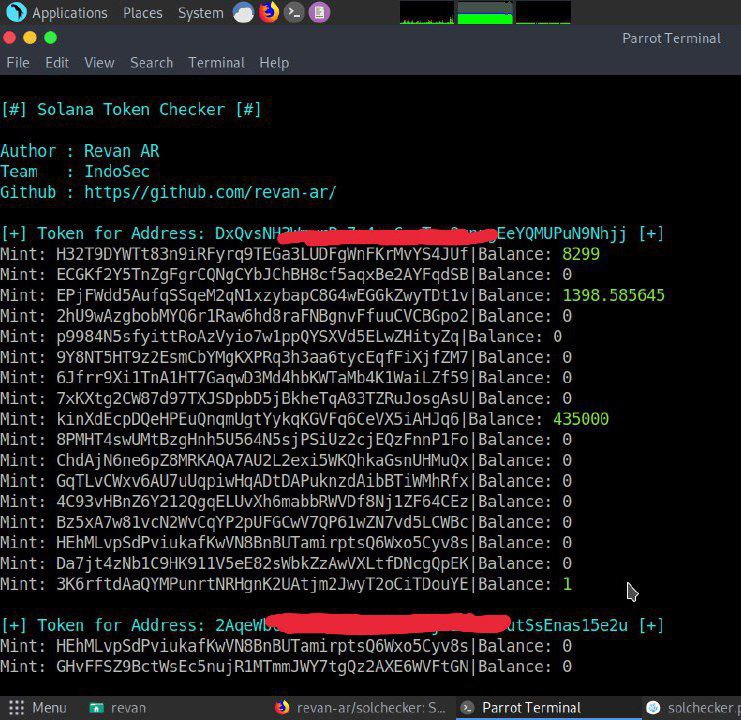 Applications Places System
Parrot Terminal
File Edit View Search Terminal Help
[#] Solana Token Checker [#]
Author : Revan AR
Team : IndoSec
Github : https//github.com/revan-ar/
[+] Token for Address: DxQvsNH EeYQMUPuN9Nhjj [+]
Mint: H32T9DYWTt83n9iRFyrq9TEGa3LUDFgWnFKrMvYS4JUf|Balance: 8299
Mint: ECGKf2Y5TnZgFgrCQNgCYbJChBH8cf5aqxBe2AYFqdSB|Balance: 0
Mint: EPjFWdd5AufqSSqeM2qN1xzybapC8G4wEGGkZwyTDt1v|Balance: 1398.585645
Mint: 2hU9wAzgbobMYQ6r1Raw6hd8raFNBgnvFfuuCVCBGpo2|Balance: 0
Mint: p9984N5sfyittRoAzVyio7w1ppQYSXVd5ELwZHityZq|Balance: 0
Mint: 9Y8NT5HT9z2EsmCbYMgKXPRq3h3aa6tycEqfFiXjfZM7|Balance: 0
Mint: 6Jfrr9Xi1TnA1HT7GaqwD3Md4hbKWTaMb4K1WaiLZf59|Balance: 0
Mint: 7xKXtg2CW87d97TXJSDpbD5jBkheTqA83TZRuJosgAsU|Balance: 0
Mint: kinXdEcpDQeHPEuQnqmUgtYykqKGVFq6CeVX5iAHJq6|Balance: 435000
Mint: 8PMHT4swUMtBzgHnh5U564N5sjPSiUz2cjEQzFnnP1Fo|Balance: 0
Mint: ChdAjN6ne6pZ8MRKAQA7AU2L2exi5WKQhkaGsnUHMuQx|Balance: 0
Mint: GqTLvCWxv6AU7uUqpiwHqADtDAPuknzdAibBTiWMhRfx|Balance: 0
Mint: 4C93vHBnZ6Y212QgqELUvXh6mabbRWVDf8Nj1ZF64CEz|Balance: 0
Mint: Bz5xA7w81vcN2WvCqYP2pUFGCwV7QP61wZN7vd5LCWBc|Balance: 0
Mint: HEhMLvpSdPviukafKwVN8BnBUTamirptsQ6Wxo5Cyv8s|Balance: 0
Mint: Da7jt4zNb1C9HK911V5eE82sWbkZzAwVXLtfDNcgQpEK|Balance: 0
Mint: 3K6rftdAaQYMPunrtNRHgnK2UAtjm2JwyT2oCiTDouYE|Balance: 1
[+] Token for Address: 2AqeWb utSsEnas15e2u [+]
Mint: HEhMLvpSdPviukafKwVN8BnBUTamirptsQ6Wxo5Cyv8s|Balance: 0
Mint: GHvFFSZ9BctWsEc5nujR1MTmmJWY7tgQz2AXE6WVFtGN|Balance: 0
Menu revan revan-ar/solchecker: S... Parrot Terminal solchecker.p